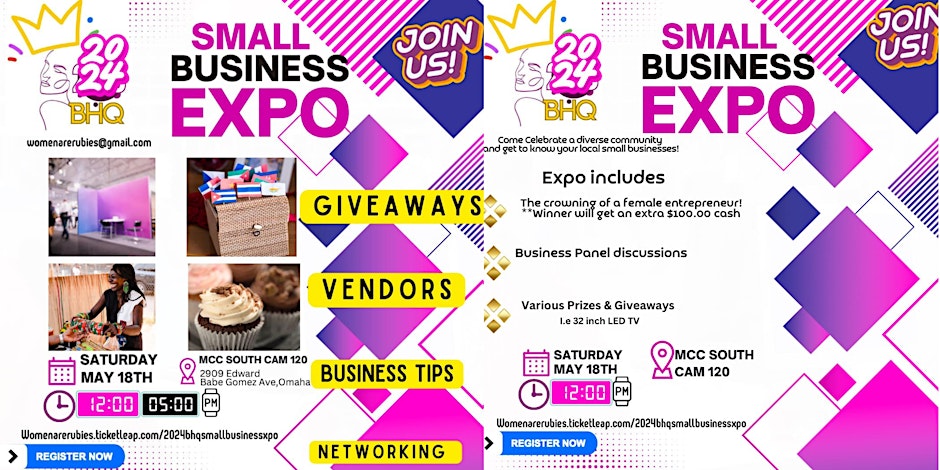 2024
BHQ
SMALL
BUSINESS
EXPO
JOIN
US!
womenarerubies@gmail.com
GIVEAWAYS
VENDORS
BUSINESS TIPS
NETWORKING
SATURDAY
MAY 18TH
MCC SOUTH CAM 120
2909 Edward
Babe Gomez Ave,Omaha
12:00 05:00 PM
Womenarerubies.ticketleap.com/2024bhqsmallbusinessxpo
REGISTER NOW
2024
BHQ
SMALL
BUSINESS
EXPO
JOIN
US!
Come Celebrate a diverse community
and get to know your local small businesses!
Expo includes
The crowning of a female entrepreneur!
**Winner will get an extra $100.00 cash
Business Panel discussions
Various Prizes & Giveaways
I.e 32 inch LED TV
SATURDAY
MAY 18TH
MCC SOUTH
CAM 120
12:00 PM
Womenarerubies.ticketleap.com/2024bhqsmallbusinessxpo
REGISTER NOW